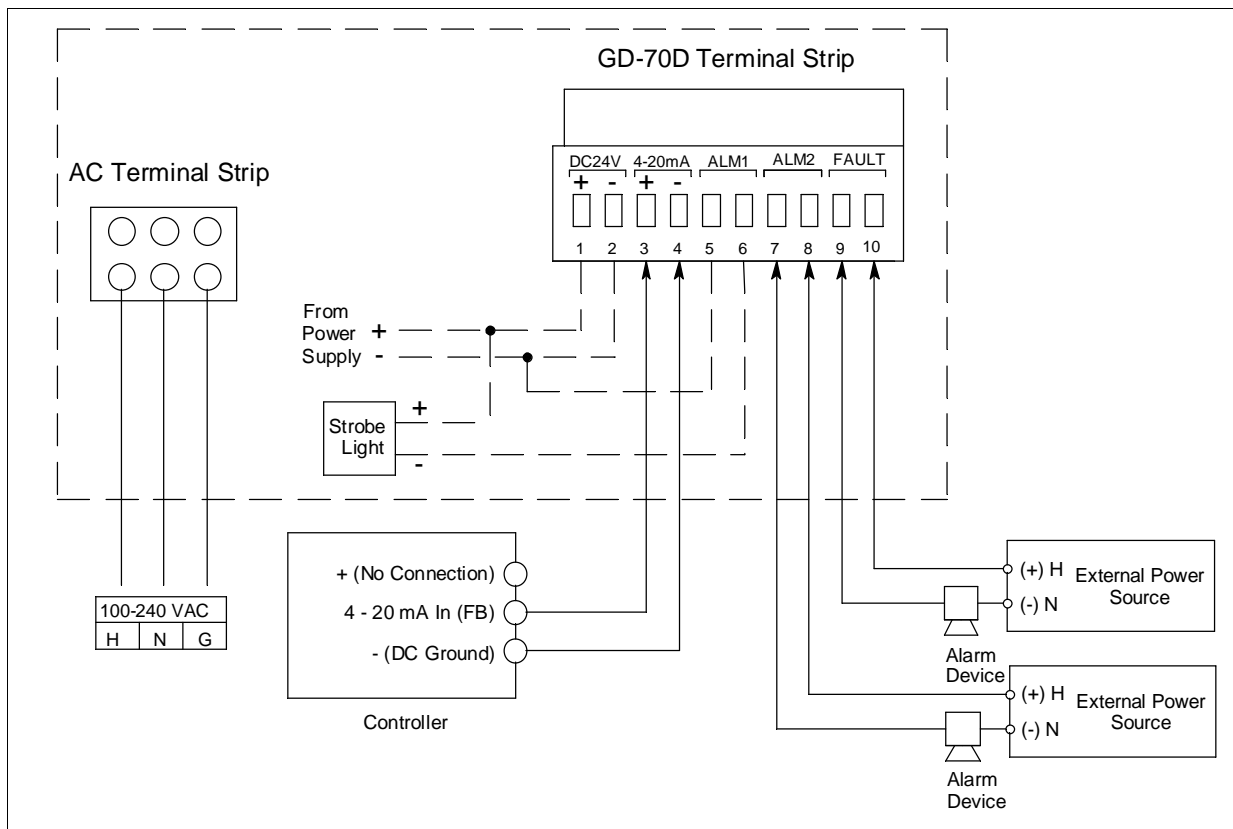 GD-70D Terminal Strip
DC24V 4-20mA ALM1 ALM2 FAULT
+ - + -
1 2 3 4 5 6 7 8 9 10
AC Terminal Strip
From
Power +
Supply -
+
Strobe
Light
-
100-240 VAC
H N G
+ (No Connection)
4 - 20 mA In (FB)
- (DC Ground)
Controller
(+) H
(-) N
External Power
Source
Alarm
Device
(+) H
(-) N
External Power
Source
Alarm
Device